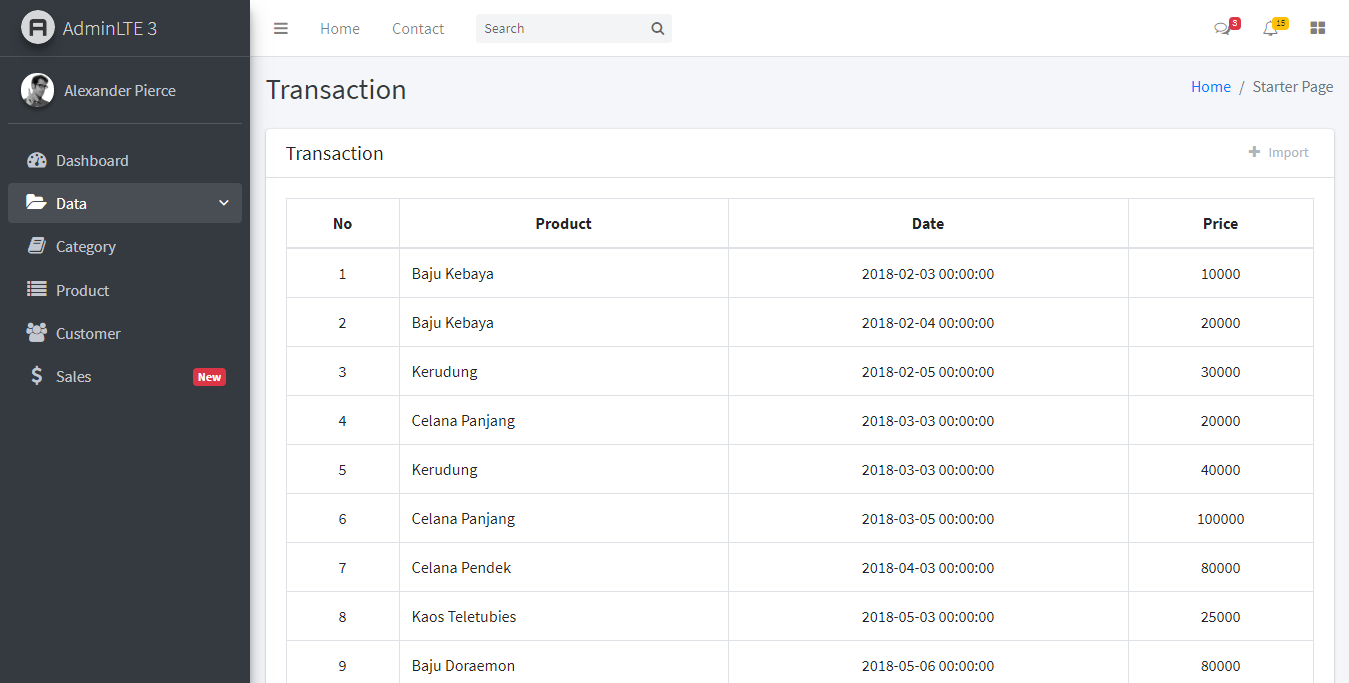 AdminLTE 3
Home Contact Search 3 15
Alexander Pierce
Transaction
Home / Starter Page
Dashboard
Data
Category
Product
Customer
Sales New
Transaction Import
No Product Date Price
1 Baju Kebaya 2018-02-03 00:00:00 10000
2 Baju Kebaya 2018-02-04 00:00:00 20000
3 Kerudung 2018-02-05 00:00:00 30000
4 Celana Panjang 2018-03-03 00:00:00 20000
5 Kerudung 2018-03-03 00:00:00 40000
6 Celana Panjang 2018-03-05 00:00:00 100000
7 Celana Pendek 2018-04-03 00:00:00 80000
8 Kaos Teletubies 2018-05-03 00:00:00 25000
9 Baju Doraemon 2018-05-06 00:00:00 80000